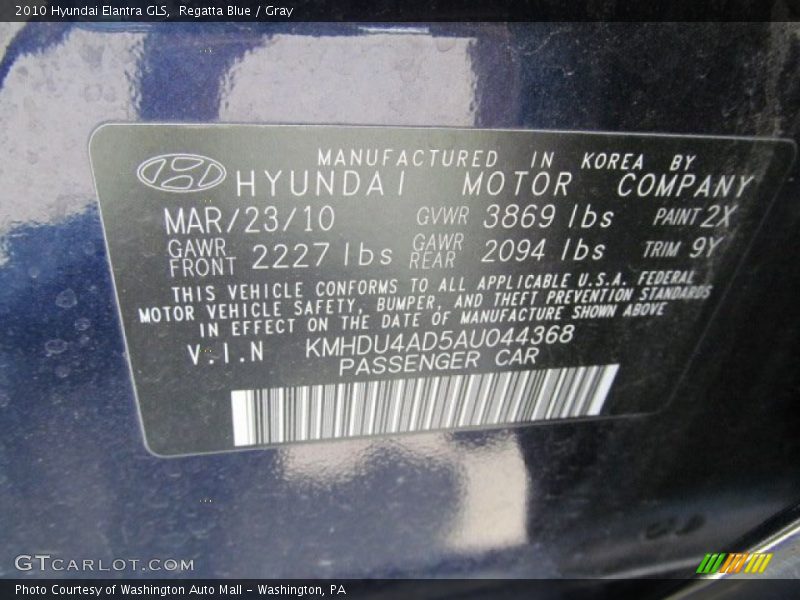 2010 Hyundai Elantra GLS,  Regatta Blue / Gray
MANUFACTURED IN KOREA BY
HYUNDAI MOTOR COMPANY
MAR/23/10 GVWR 3869 lbs PAINT 2X
GAWR FRONT 2227 lbs GAWR REAR 2094 lbs TRIM 9Y
THIS VEHICLE CONFORMS TO ALL APPLICABLE U.S.A. FEDERAL
MOTOR VEHICLE SAFETY, BUMPER, AND THEFT PREVENTION STANDARDS
IN EFFECT ON THE DATE OF MANUFACTURE SHOWN ABOVE
V.I.N KMHDU4AD5AU044368
PASSENGER CAR
GTCARLOT.COM
Photo Courtesy of Washington Auto Mall - Washington, PA